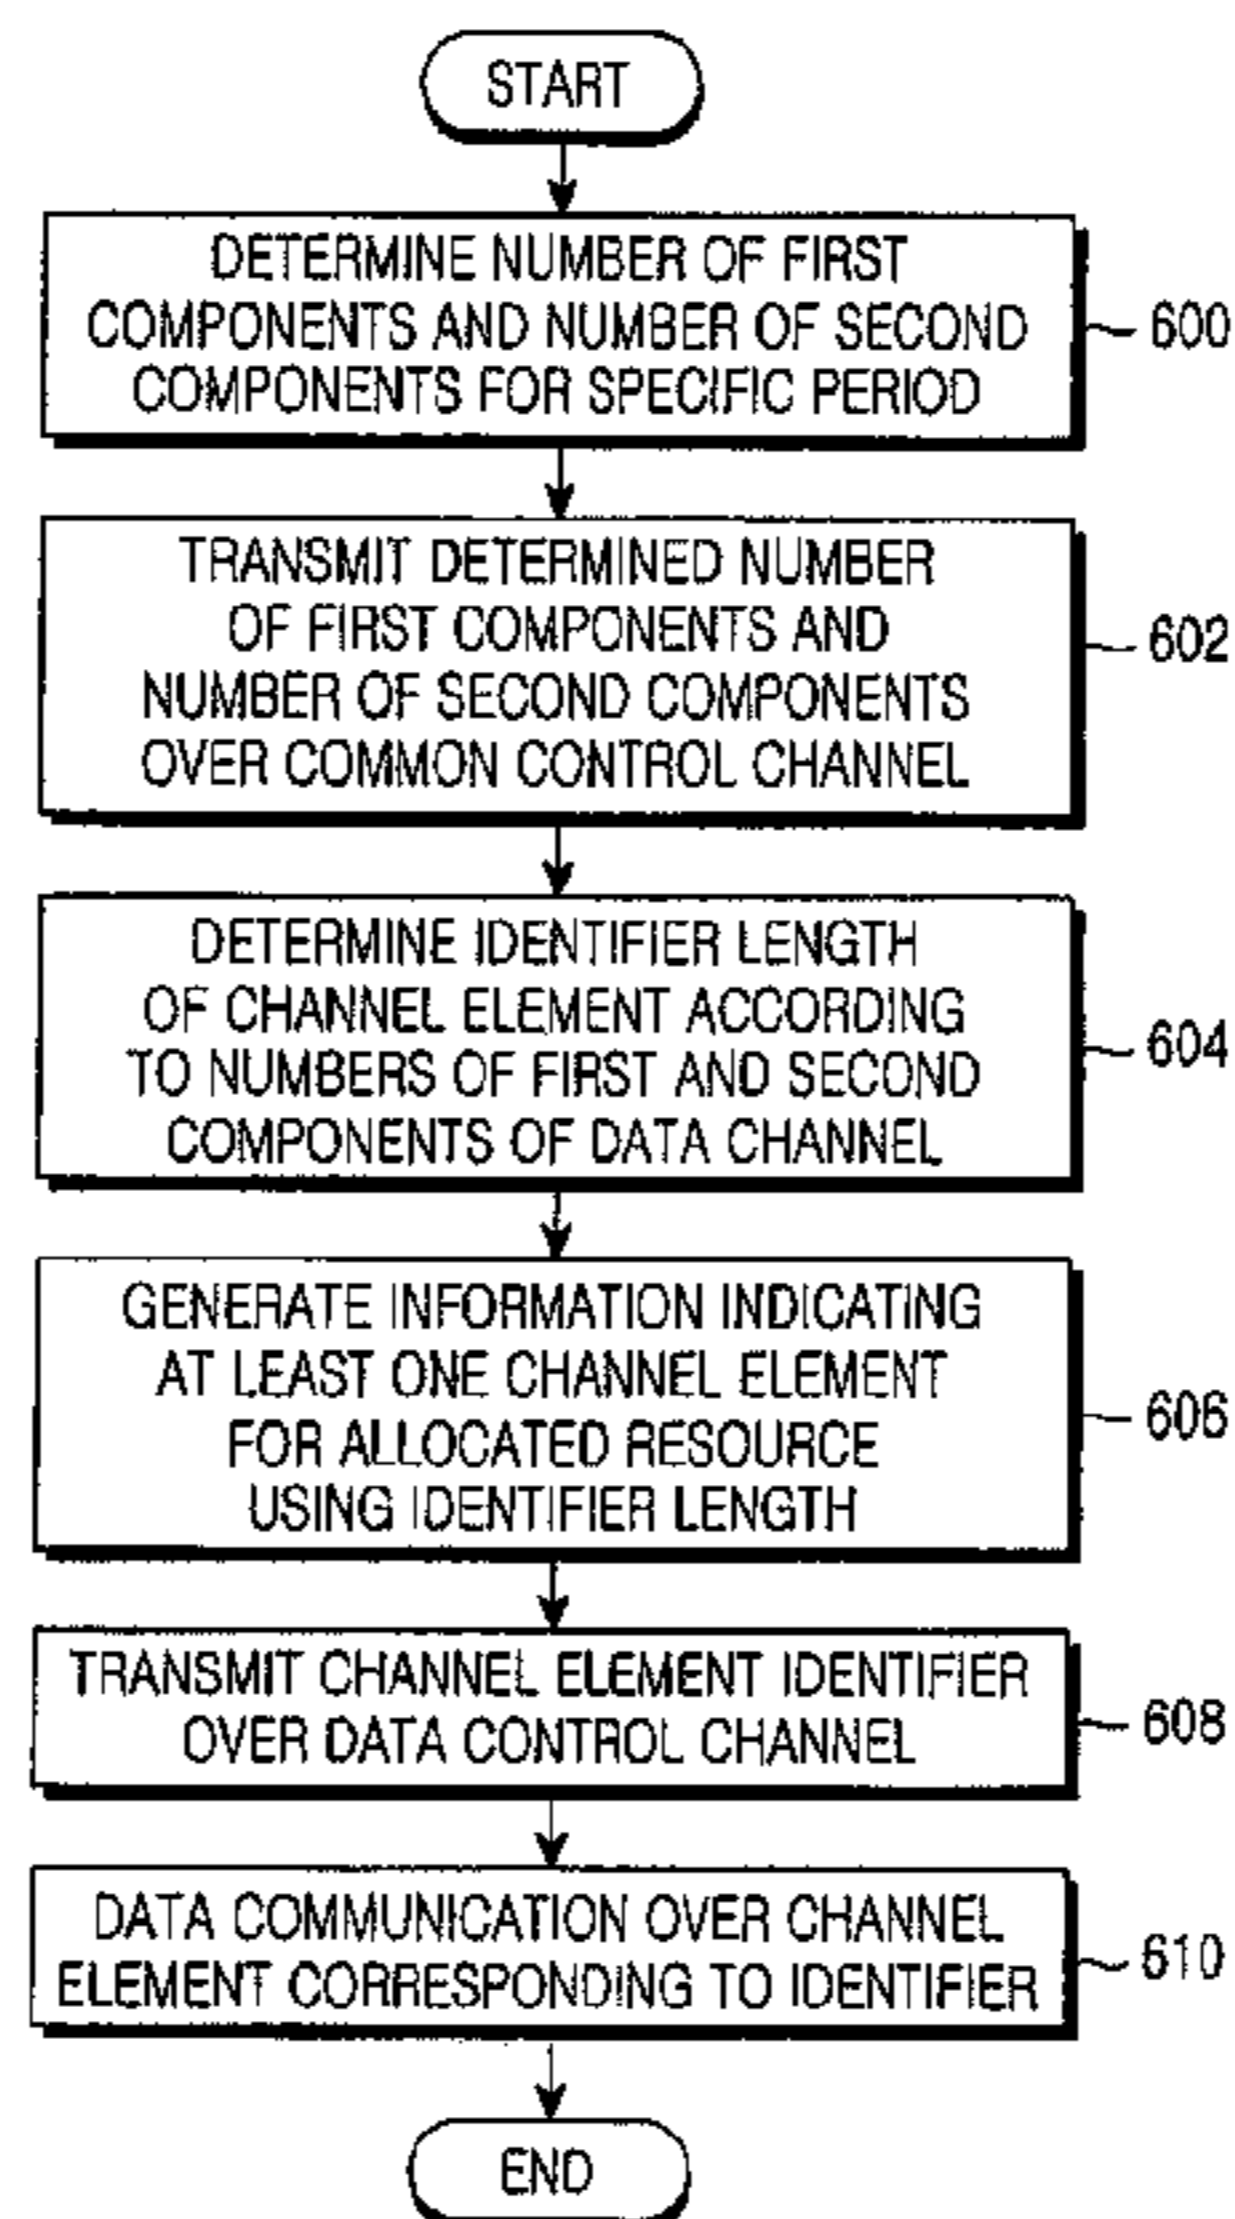 START
DETERMINE NUMBER OF FIRST
COMPONENTS AND NUMBER OF SECOND
COMPONENTS FOR SPECIFIC PERIOD
600
TRANSMIT DETERMINED NUMBER
OF FIRST COMPONENTS AND
NUMBER OF SECOND COMPONENTS
OVER COMMON CONTROL CHANNEL
602
DETERMINE IDENTIFIER LENGTH
OF CHANNEL ELEMENT ACCORDING
TO NUMBERS OF FIRST AND SECOND
COMPONENTS OF DATA CHANNEL
604
GENERATE INFORMATION INDICATING
AT LEAST ONE CHANNEL ELEMENT
FOR ALLOCATED RESOURCE
USING IDENTIFIER LENGTH
606
TRANSMIT CHANNEL ELEMENT IDENTIFIER
OVER DATA CONTROL CHANNEL
608
DATA COMMUNICATION OVER CHANNEL
ELEMENT CORRESPONDING TO IDENTIFIER
610
END